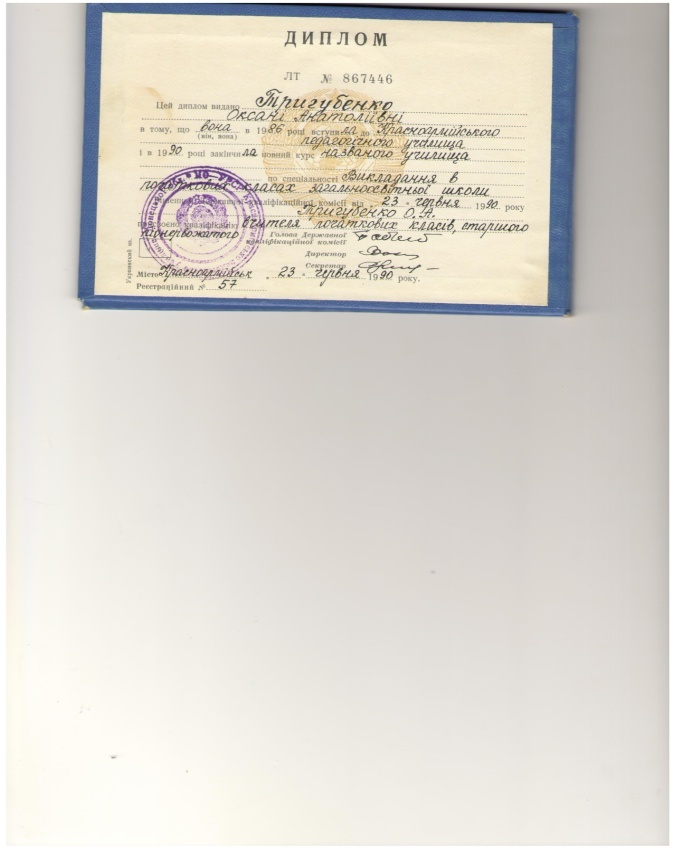 ДИПЛОМ
ЛТ № 867446
Цей диплом видано Тригубенко
Оксані Анатоліївні
в тому, що вона в 1986 році вступила до Красноармійського
(він, вона)
педагогічного училища
і в 1990 році закінчила повний курс названого училища
по спеціальності Викладання в
початкових класах загальноосвітньої школи
кваліфікаційної комісії від 23 червня 1990 року
Тригубенко О.А.
кваліфікацію вчителя початкових класів, старшого
піонервожатого
Голова Державної
кваліфікаційної комісії
Директор
Секретар
Місто Красноармійськ „ 23 " червня 1990 року.
Реєстраційний № 57
Український яз.